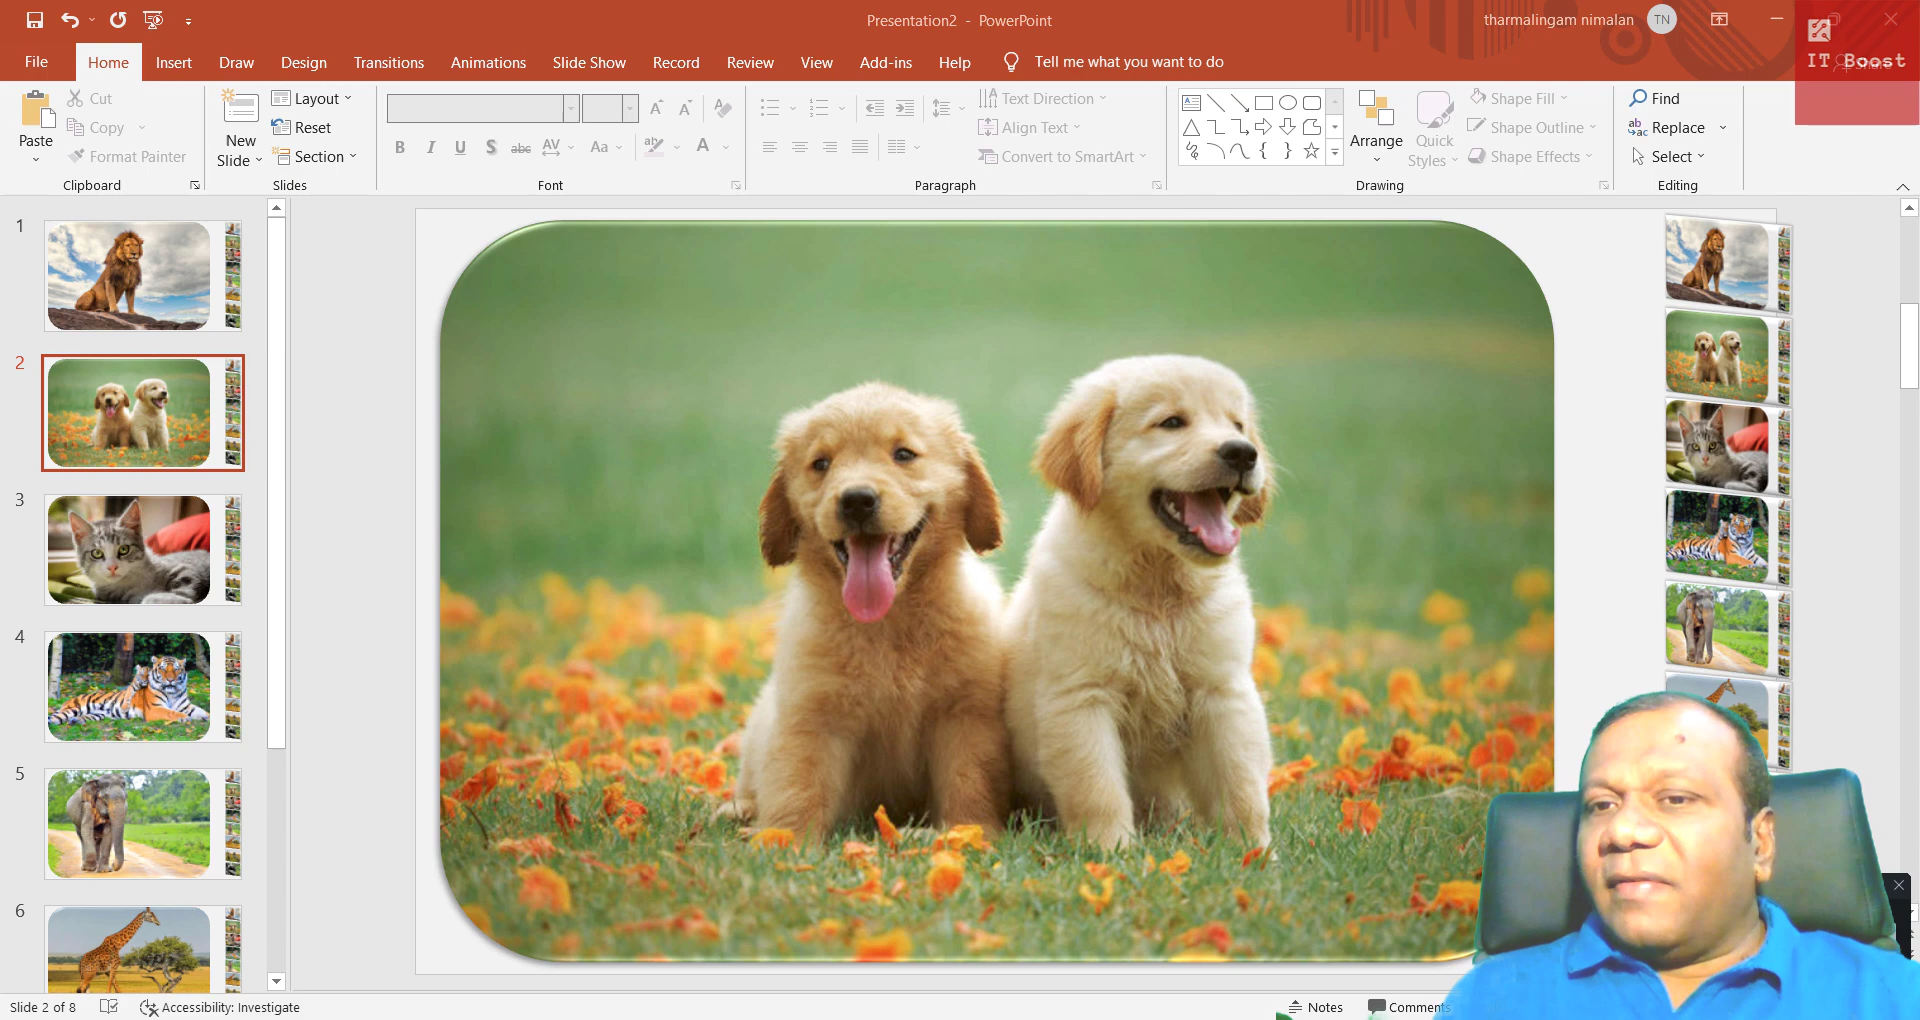 Presentation2 - PowerPoint
tharmalingam nimalan
TN
IT Boost
File
Home
Insert
Draw
Design
Transitions
Animations
Slide Show
Record
Review
View
Add-ins
Help
Tell me what you want to do
Paste
Cut
Copy
Format Painter
Clipboard
New
Slide
Layout
Reset
Section
Slides
B I U S abc AV Aa ab A
Font
Text Direction
Align Text
Convert to SmartArt
Paragraph
Arrange
Quick
Styles
Shape Fill
Shape Outline
Shape Effects
Drawing
Find
Replace
Select
Editing
1
2
3
4
5
6
Slide 2 of 8
Accessibility: Investigate
Notes
Comments